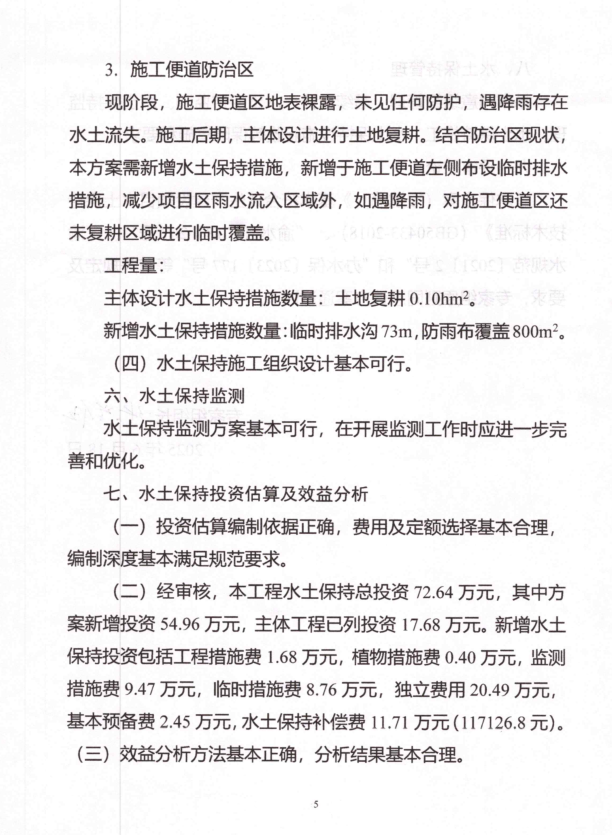 3. 施工便道防治区
现阶段，施工便道区地表裸露，未见任何防护，遇降雨存在
水土流失。施工后期，主体设计进行土地复耕。结合防治区现状，
本方案需新增水土保持措施，新增于施工便道左侧布设临时排水
措施，减少项目区雨水流入区域外，如遇降雨，对施工便道区还
未复耕区域进行临时覆盖。
工程量：
主体设计水土保持措施数量：土地复耕 0.10hm²。
新增水土保持措施数量：临时排水沟 73m，防雨布覆盖 800m²。
（四）水土保持施工组织设计基本可行。
六、水土保持监测
水土保持监测方案基本可行，在开展监测工作时应进一步完
善和优化。
七、水土保持投资估算及效益分析
（一）投资估算编制依据正确，费用及定额选择基本合理，
编制深度基本满足规范要求。
（二）经审核，本工程水土保持总投资 72.64 万元，其中方
案新增投资 54.96 万元，主体工程已列投资 17.68 万元。新增水土
保持投资包括工程措施费 1.68 万元，植物措施费 0.40 万元，监测
措施费 9.47 万元，临时措施费 8.76 万元，独立费用 20.49 万元，
基本预备费 2.45 万元，水土保持补偿费 11.71 万元（117126.8 元）。
（三）效益分析方法基本正确，分析结果基本合理。
5